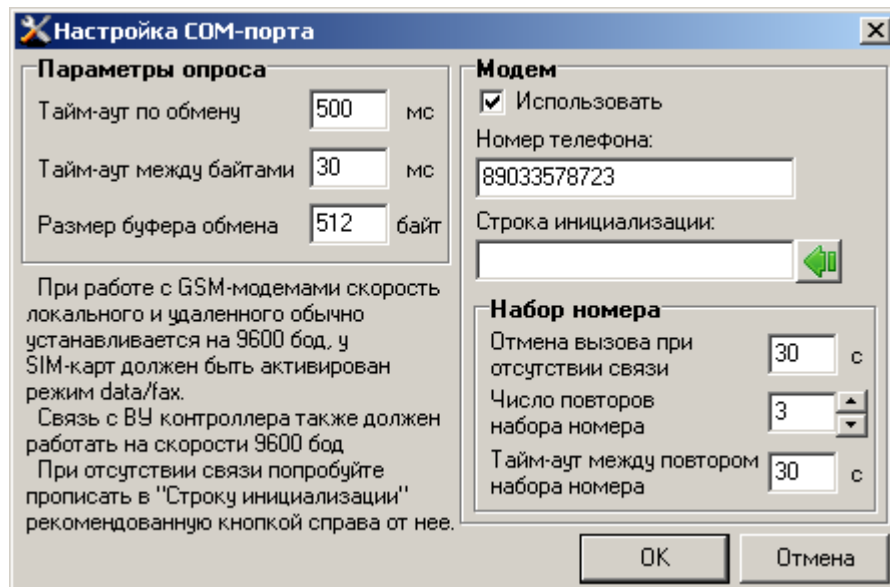 Настройка COM-порта
Параметры опроса
Тайм-аут по обмену 500 мс
Тайм-аут между байтами 30 мс
Размер буфера обмена 512 байт
При работе с GSM-модемами скорость
локального и удаленного обычно
устанавливается на 9600 бод, у
SIM-карт должен быть активирован
режим data/fax.
Связь с ВУ контроллера также должен
работать на скорости 9600 бод
При отсутствии связи попробуйте
прописать в "Строку инициализации"
рекомендованную кнопкой справа от нее.
Модем
Использовать
Номер телефона:
89033578723
Строка инициализации:
Набор номера
Отмена вызова при
отсутствии связи 30 с
Число повторов
набора номера 3
Тайм-аут между повтором
набора номера 30 с
OK
Отмена